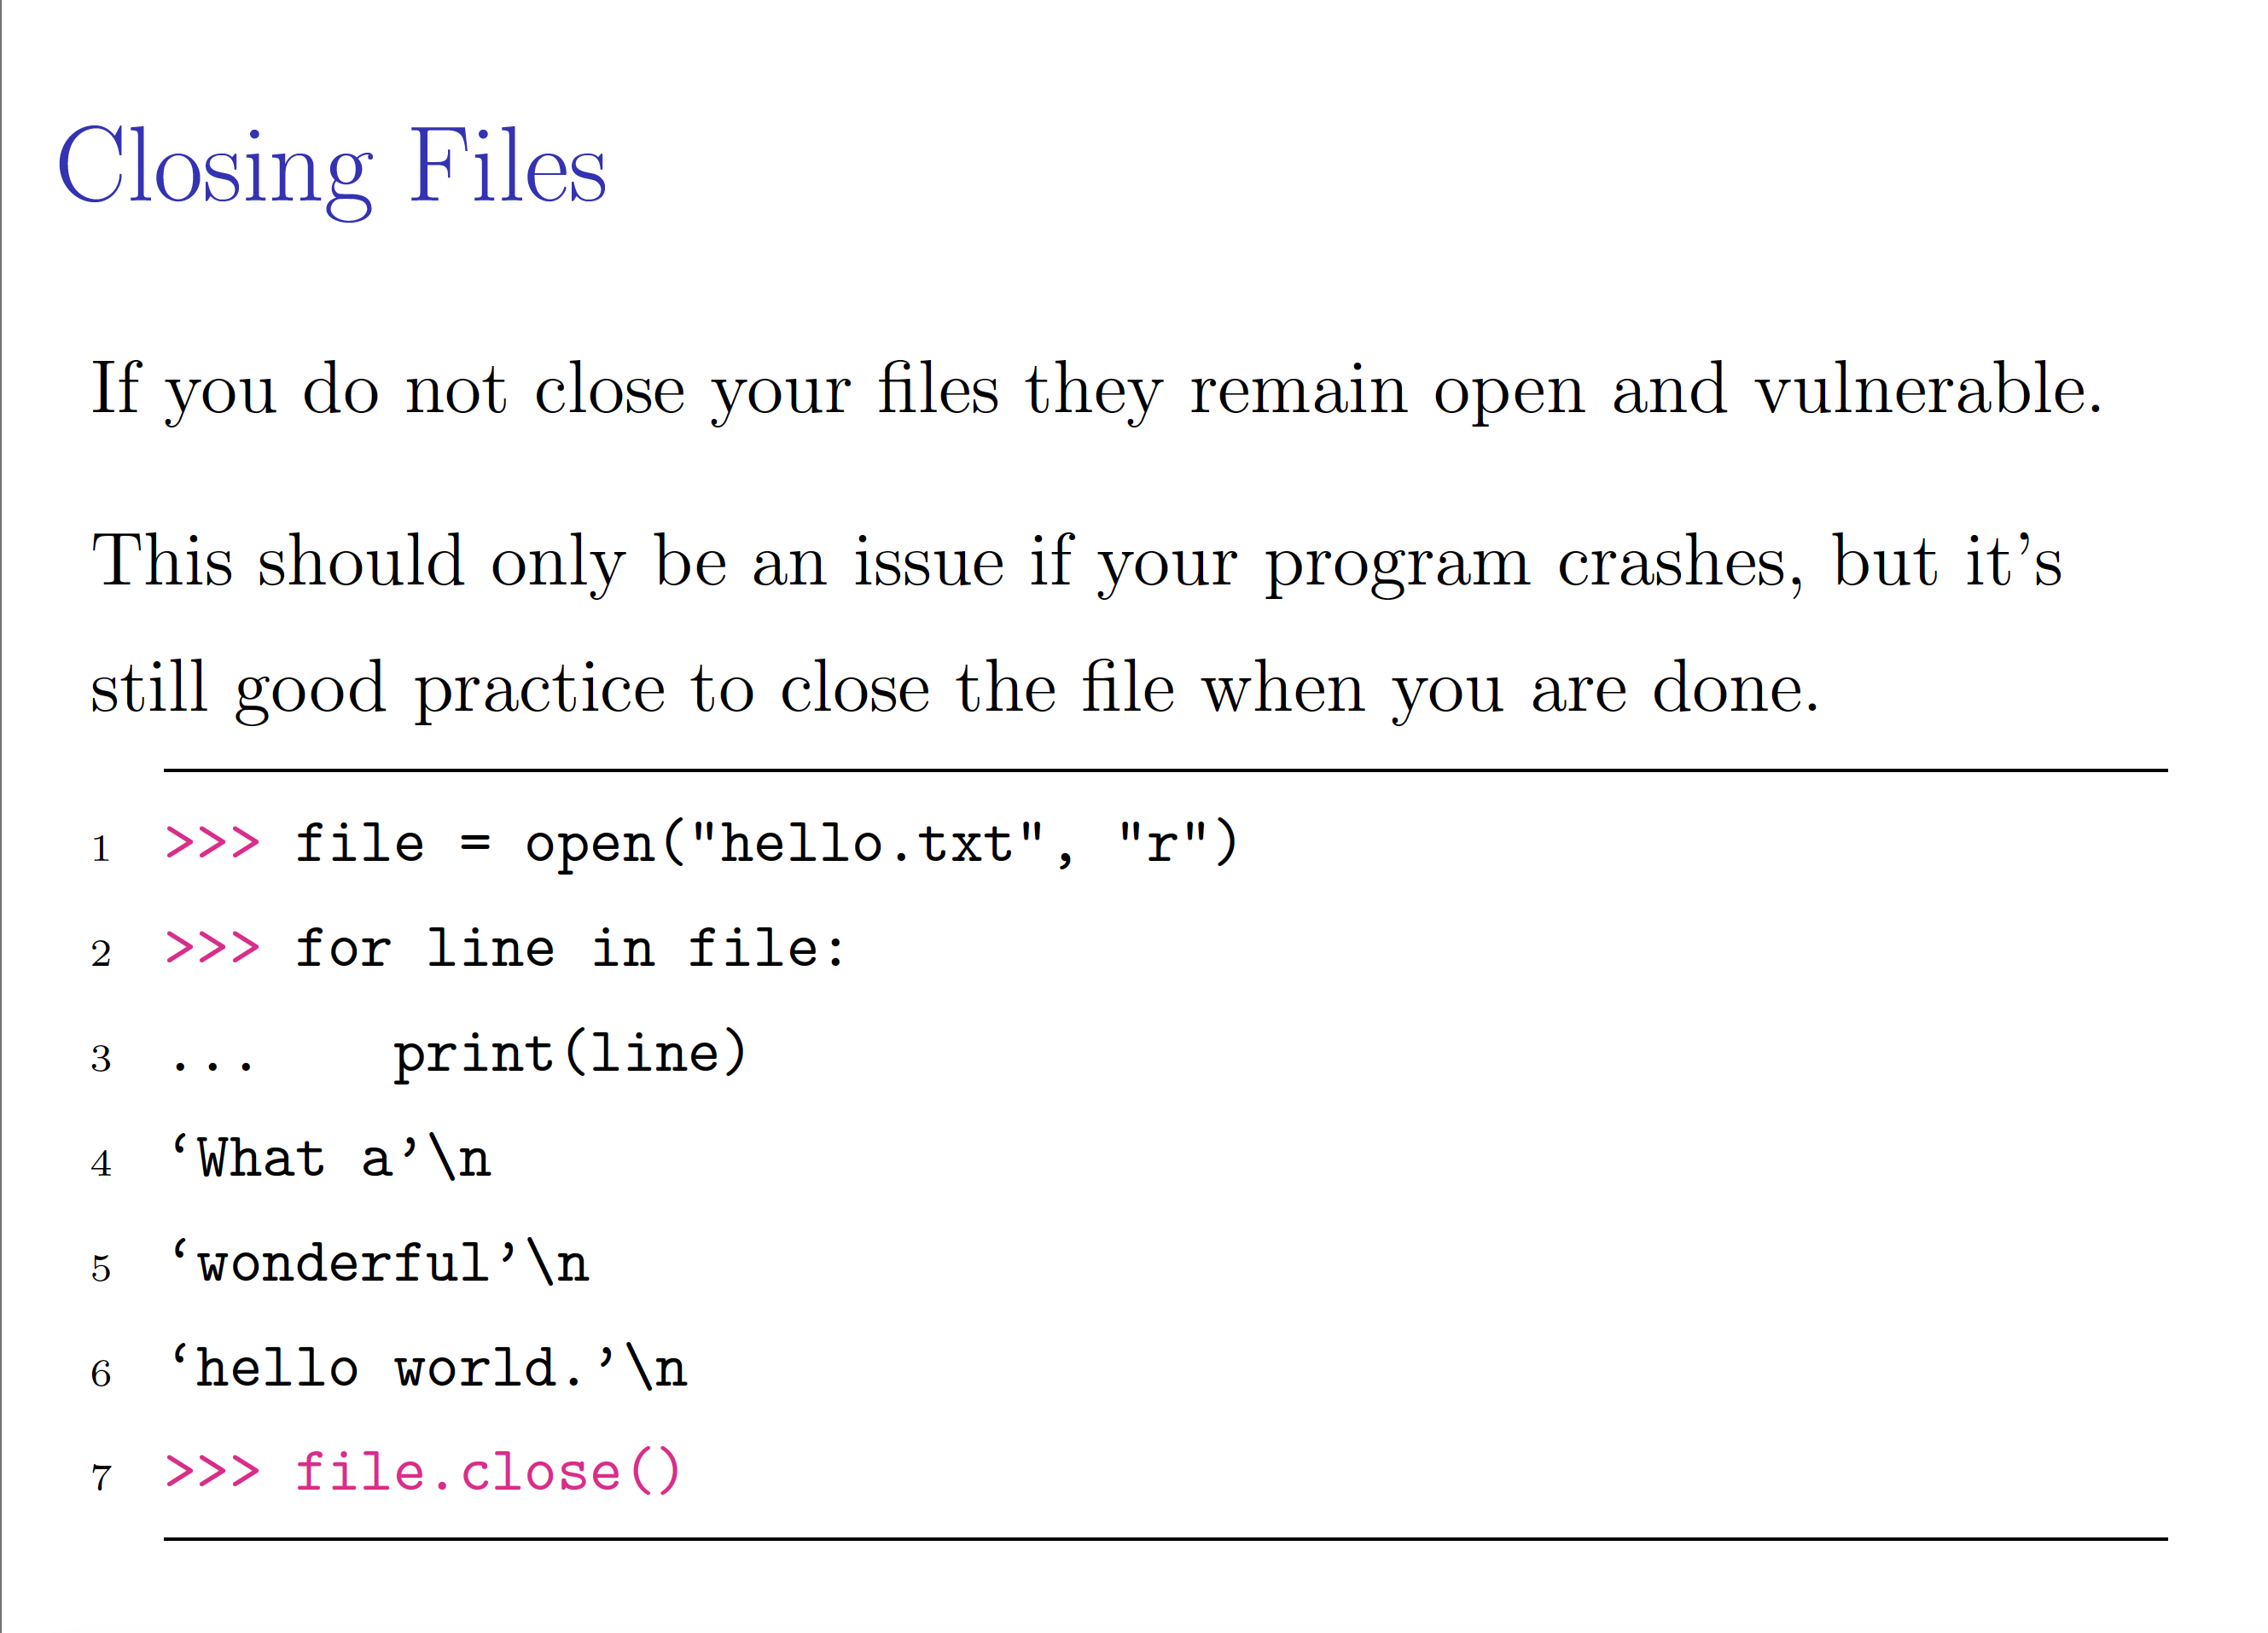 Closing Files
If you do not close your files they remain open and vulnerable.
This should only be an issue if your program crashes, but it’s
still good practice to close the file when you are done.
1 >>> file = open("hello.txt", "r")
2 >>> for line in file:
3 ...    print(line)
4 ‘What a’\n
5 ‘wonderful’\n
6 ‘hello world.’\n
7 >>> file.close()